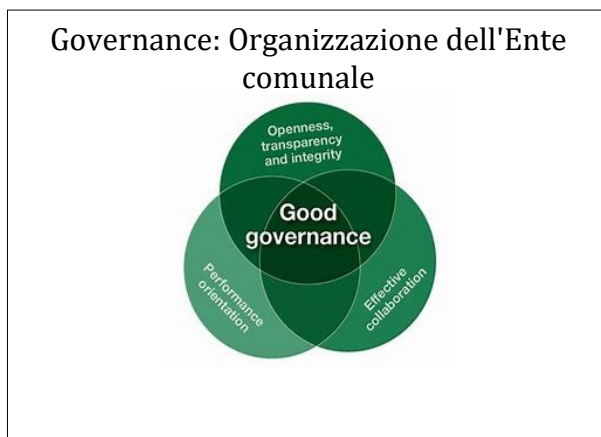 Governance: Organizzazione dell'Ente
comunale
Openness,
transparency
and integrity
Good
governance
Performance
orientation
Effective
collaboration